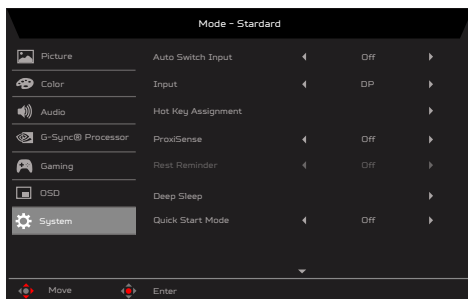 Mode - Stardard
Picture
Auto Switch Input Off
Color
Input DP
Audio
Hot Key Assignment
G-Sync® Processor
ProxiSense Off
Gaming
Rest Reminder Off
OSD
Deep Sleep
System
Quick Start Mode Off
Move Enter